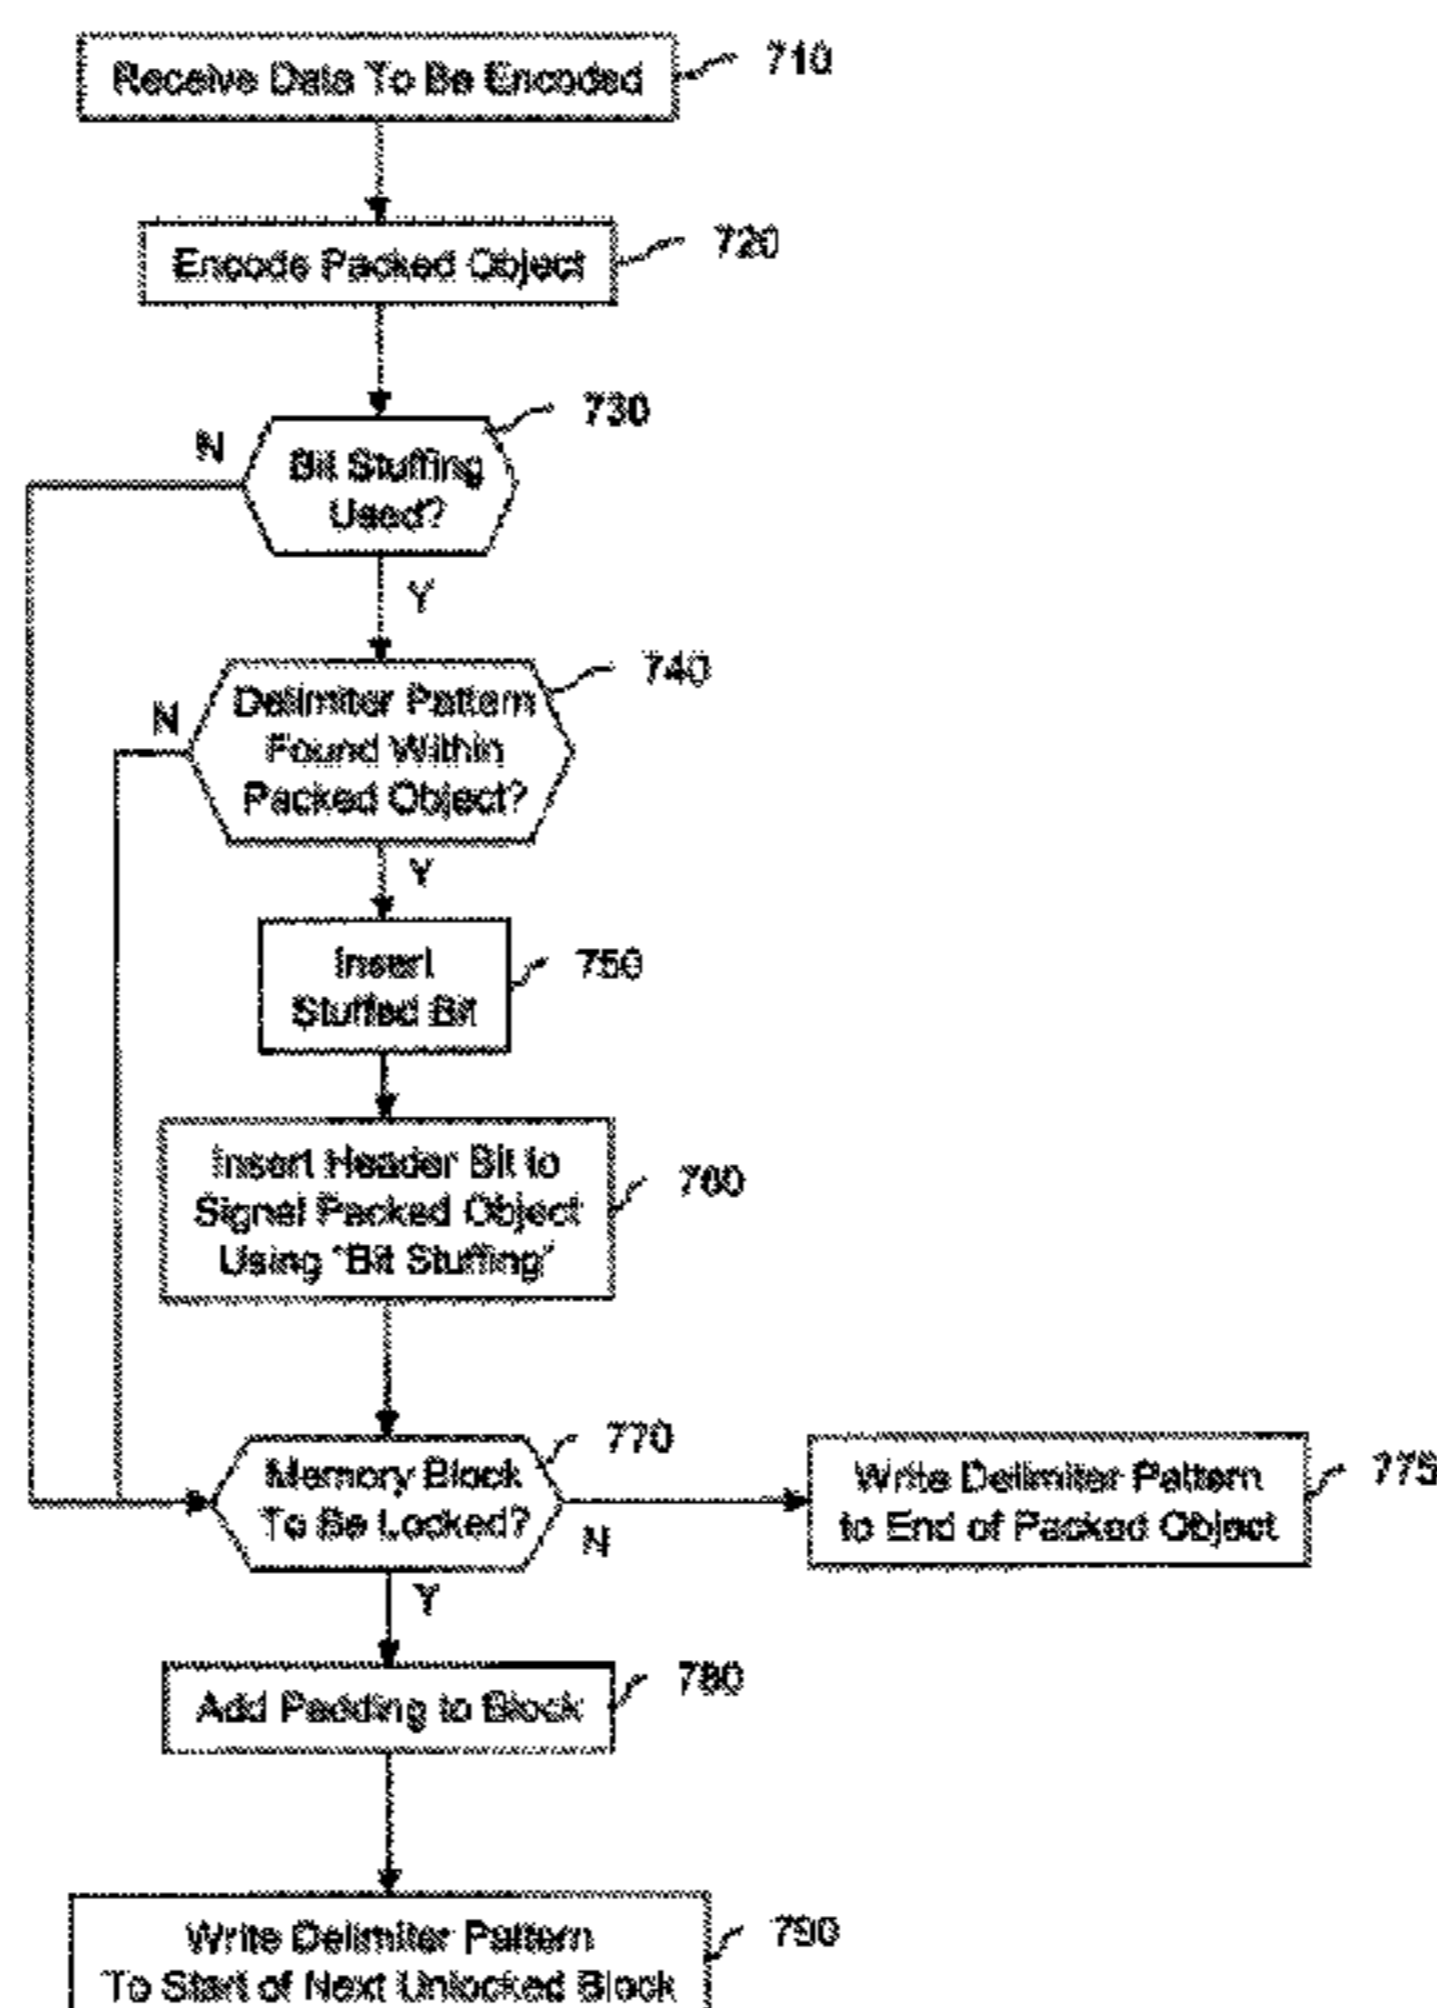 Receive Data To Be Encoded
710
Encode Packed Object
720
730
N
Bit Stuffing
Used?
Y
740
N
Delimiter Pattern
Found Within
Packed Object?
Y
Insert
Stuffed Bit
750
Insert Header Bit to
Signal Packed Object
Using "Bit Stuffing"
760
770
Memory Block
To Be Locked?
N
Write Delimiter Pattern
to End of Packed Object
775
Y
Add Padding to Block
780
Write Delimiter Pattern
To Start of Next Unlocked Block
790